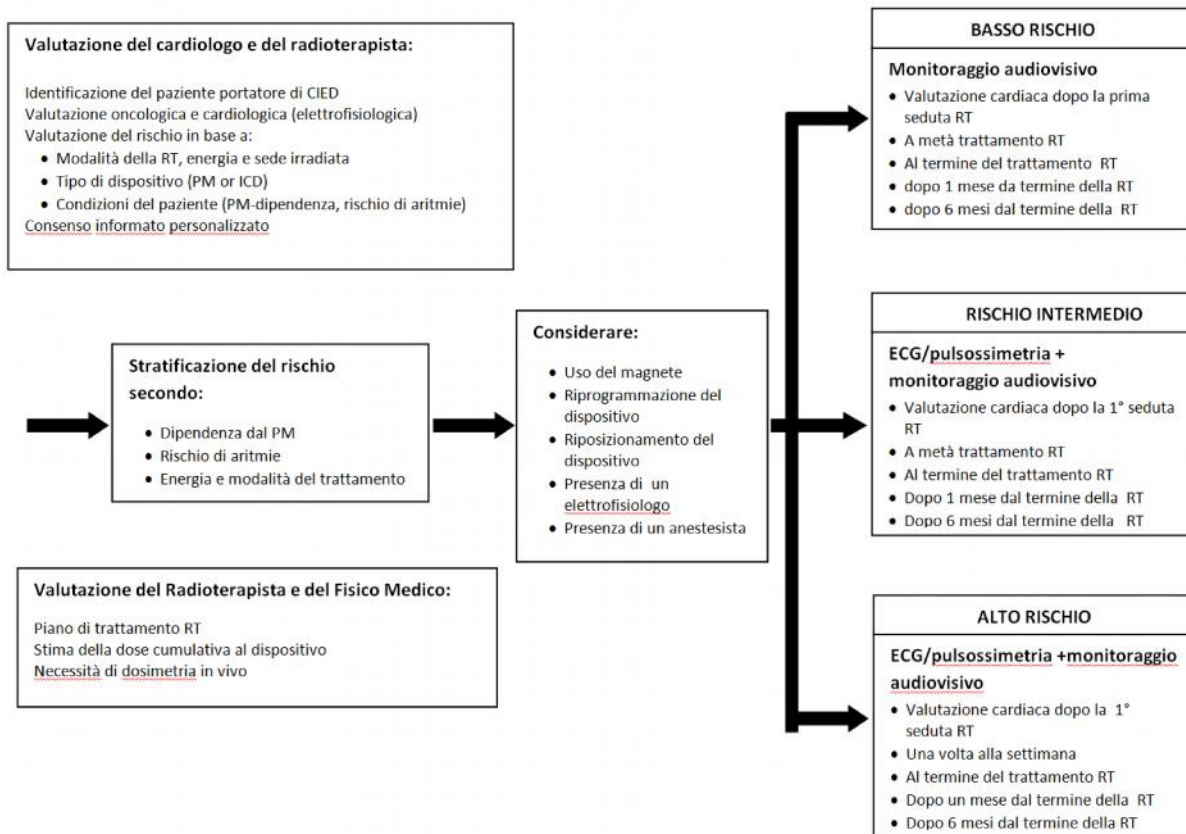 Valutazione del cardiologo e del radioterapista:
Identificazione del paziente portatore di CIED
Valutazione oncologica e cardiologica (elettrofisiologica)
Valutazione del rischio in base a:
• Modalità della RT, energia e sede irradiata
• Tipo di dispositivo (PM or ICD)
• Condizioni del paziente (PM-dipendenza, rischio di aritmie)
Consenso informato personalizzato
Stratificazione del rischio
secondo:
• Dipendenza dal PM
• Rischio di aritmie
• Energia e modalità del trattamento
Valutazione del Radioterapista e del Fisico Medico:
Piano di trattamento RT
Stima della dose cumulativa al dispositivo
Necessità di dosimetria in vivo
Considerare:
• Uso del magnete
• Riprogrammazione del
dispositivo
• Riposizionamento del
dispositivo
• Presenza di un
elettrofisiologo
• Presenza di un anestesista
BASSO RISCHIO
Monitoraggio audiovisivo
• Valutazione cardiaca dopo la prima
seduta RT
• A metà trattamento RT
• Al termine del trattamento RT
• dopo 1 mese da termine della RT
• dopo 6 mesi dal termine della RT
RISCHIO INTERMEDIO
ECG/pulsossimetria +
monitoraggio audiovisivo
• Valutazione cardiaca dopo la 1° seduta
RT
• A metà trattamento RT
• Al termine del trattamento RT
• Dopo 1 mese dal termine della RT
• Dopo 6 mesi dal termine della RT
ALTO RISCHIO
ECG/pulsossimetria +monitoraggio
audiovisivo
• Valutazione cardiaca dopo la 1°
seduta RT
• Una volta alla settimana
• Al termine del trattamento RT
• Dopo un mese dal termine della RT
• Dopo 6 mesi dal termine della RT